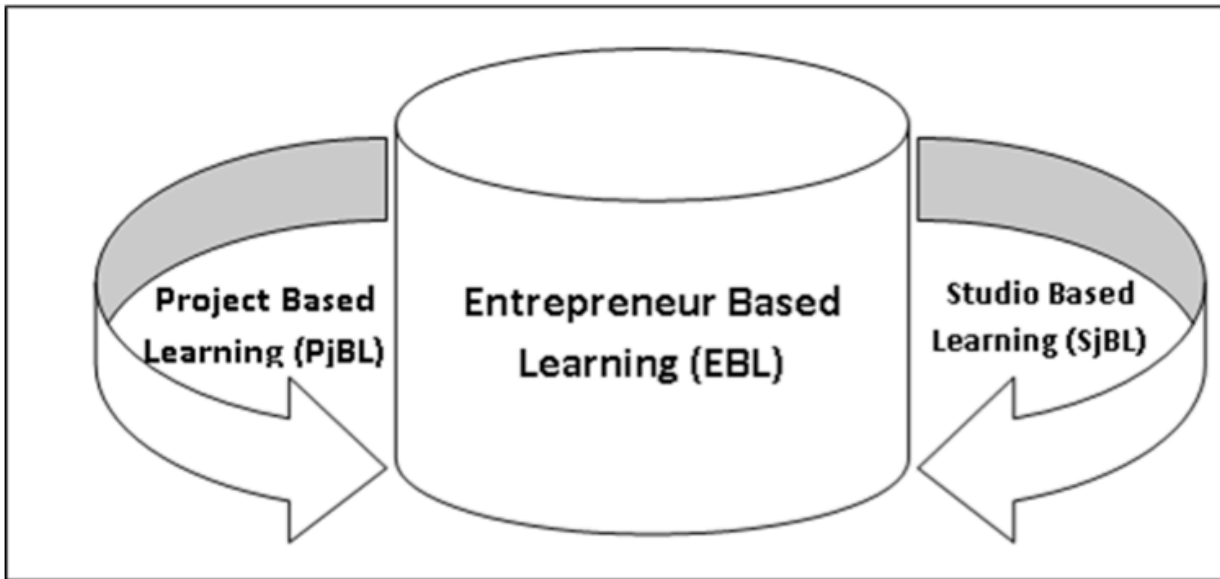 Project Based
Learning (PjBL)
Entrepreneur Based
Learning (EBL)
Studio Based
Learning (SjBL)